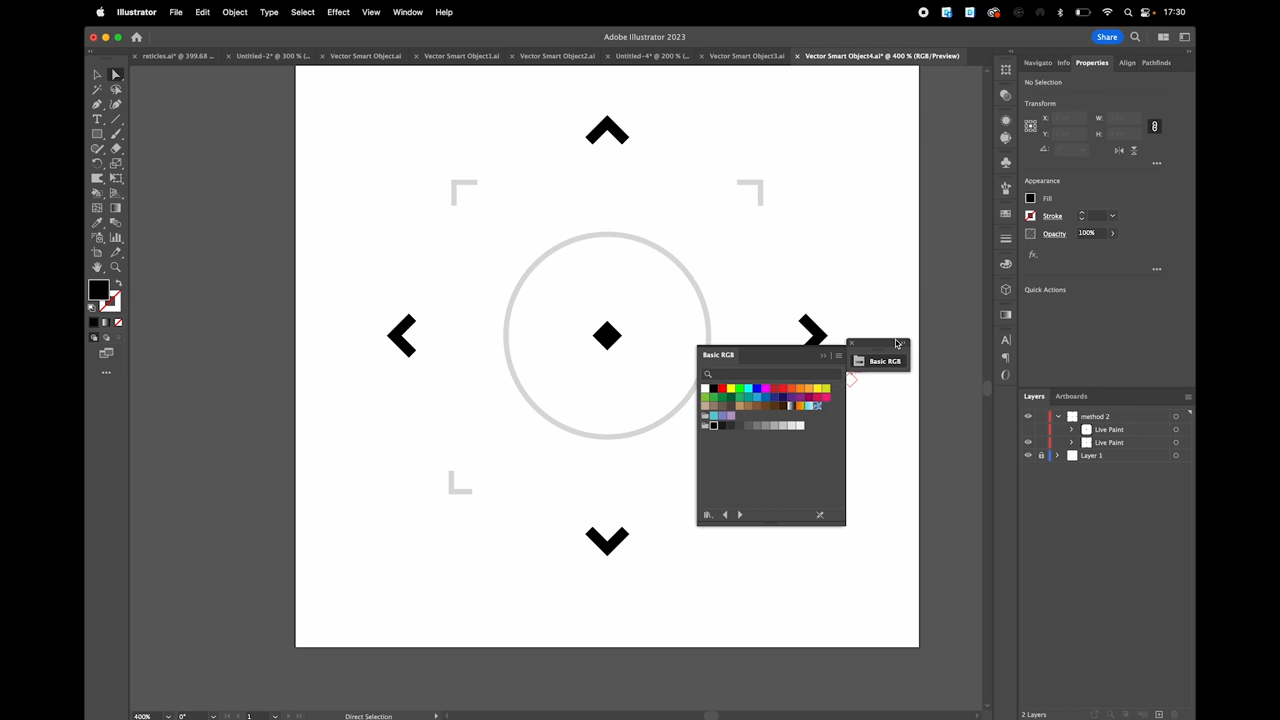 Illustrator File Edit Object Type Select Effect View Window Help 17:30
Adobe Illustrator 2023 Share
reticles.ai* @ 399.68 ... Untitled-2* @ 300 % (... Vector Smart Object.ai Vector Smart Object1.ai Vector Smart Object2.ai Untitled-4* @ 200 % (... Vector Smart Object3.ai Vector Smart Object4.ai* @ 400 % (RGB/Preview)
Navigato Info Properties Align Pathfinde
No Selection
Transform
X: W:
Y: H:
Appearance
Fill
Stroke
Opacity 100%
fx.
Quick Actions
Basic RGB
Basic RGB
Layers Artboards
method 2
Live Paint
Live Paint
Layer 1
400% 0° 1 Direct Selection
2 Layers